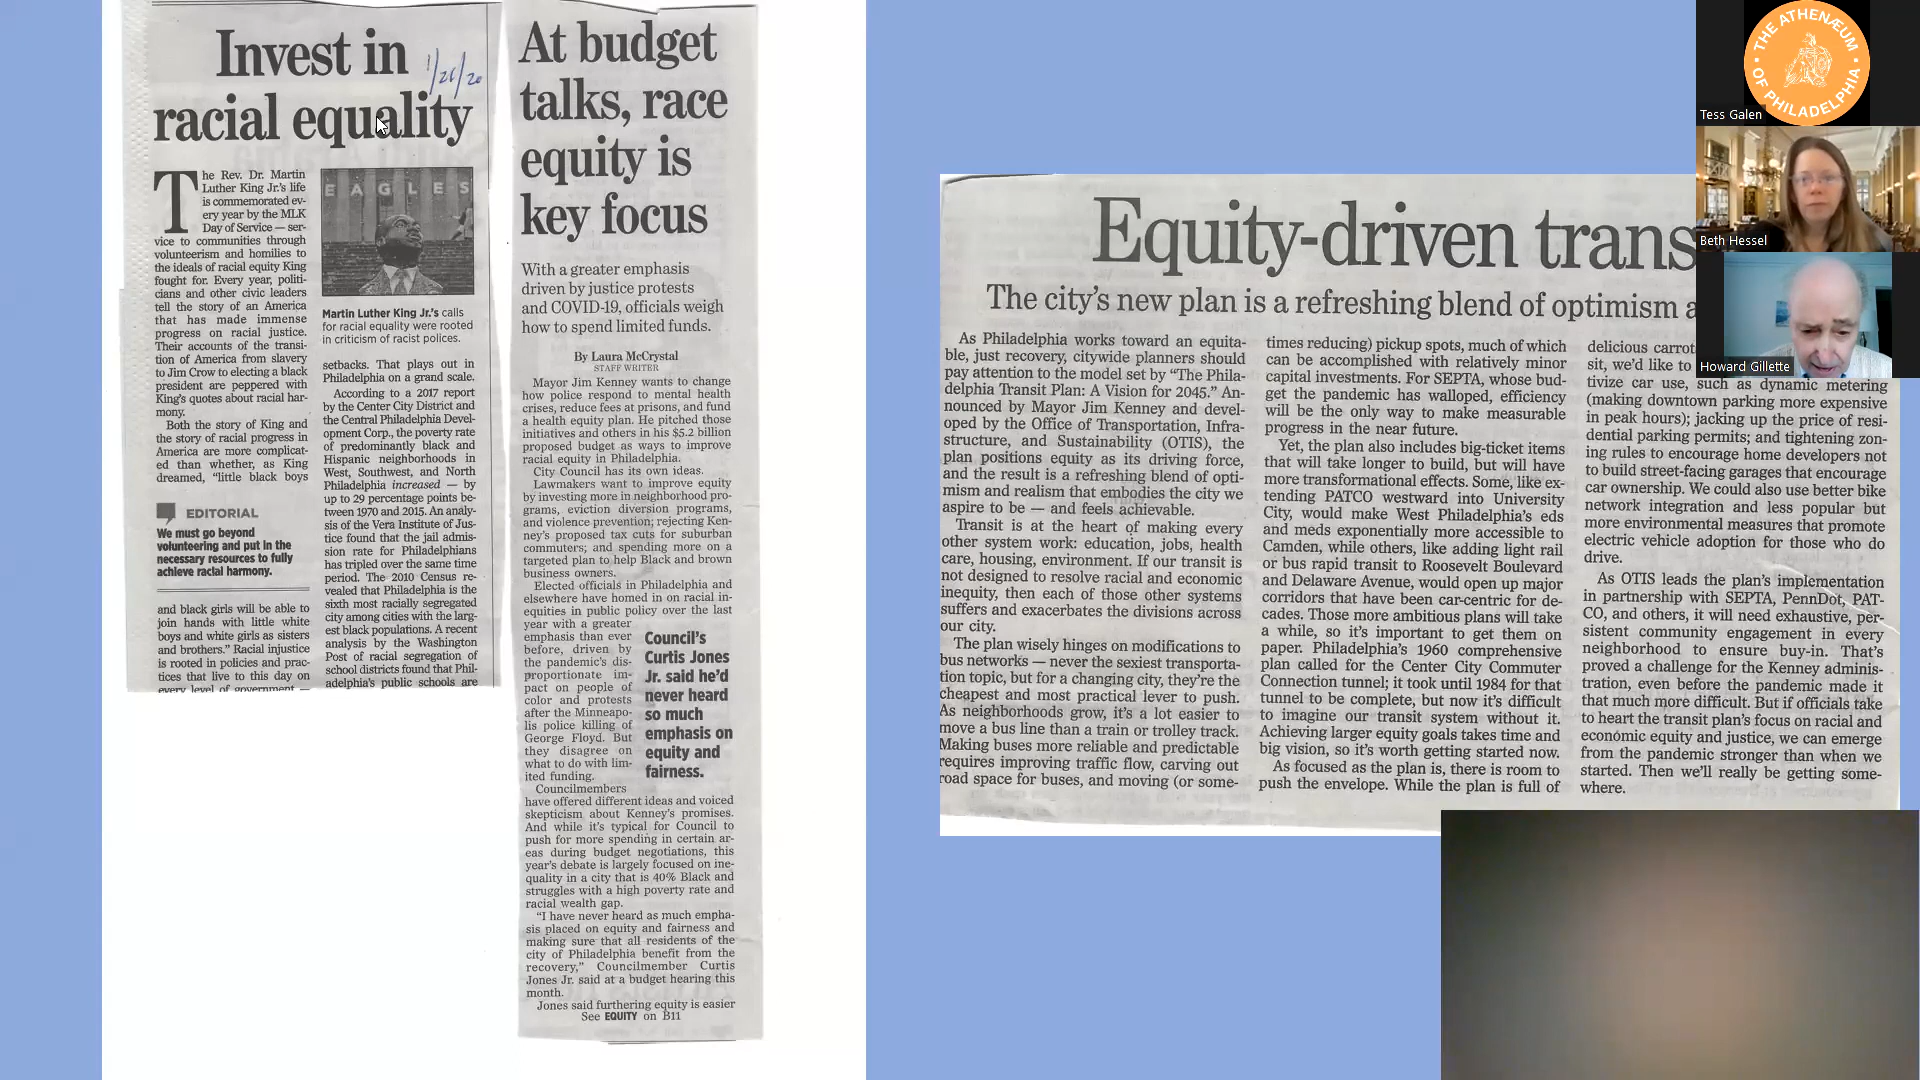 Invest in
racial equality
1/21/20
EAGLES
The Rev. Dr. Martin
Luther King Jr.'s life
is commemorated ev-
ery year by the MLK
Day of Service — ser-
vice to communities through
volunteerism and homilies to
the ideals of racial equity King
fought for. Every year, politi-
cians and other civic leaders
tell the story of an America
that has made immense
progress on racial justice.
Their accounts of the transi-
tion of America from slavery
to Jim Crow to electing a black
president are peppered with
King's quotes about racial har-
mony.
Both the story of King and
the story of racial progress in
America are more complicat-
ed than whether, as King
dreamed, “little black boys
EDITORIAL
We must go beyond
volunteering and put in the
necessary resources to fully
achieve racial harmony.
and black girls will be able to
join hands with little white
boys and white girls as sisters
and brothers.” Racial injustice
is rooted in policies and prac-
tices that live to this day on
every level of government —
Martin Luther King Jr.'s calls
for racial equality were rooted
in criticism of racist polices.
setbacks. That plays out in
Philadelphia on a grand scale.
According to a 2017 report
by the Center City District and
the Central Philadelphia Devel-
opment Corp., the poverty rate
of predominantly black and
Hispanic neighborhoods in
West, Southwest, and North
Philadelphia increased — by
up to 29 percentage points be-
tween 1970 and 2015. An analy-
sis of the Vera Institute of Jus-
tice found that the jail admis-
sion rate for Philadelphians
has tripled over the same time
period. The 2010 Census re-
vealed that Philadelphia is the
sixth most racially segregated
city among cities with the larg-
est black populations. A recent
analysis by the Washington
Post of racial segregation of
school districts found that Phil-
adelphia's public schools are
At budget
talks, race
equity is
key focus
With a greater emphasis
driven by justice protests
and COVID-19, officials weigh
how to spend limited funds.
By Laura McCrystal
STAFF WRITER
Mayor Jim Kenney wants to change
how police respond to mental health
crises, reduce fees at prisons, and fund
a health equity plan. He pitched those
initiatives and others in his $5.2 billion
proposed budget as ways to improve
racial equity in Philadelphia.
City Council has its own ideas.
Lawmakers want to improve equity
by investing more in neighborhood pro-
grams, eviction diversion programs,
and violence prevention; rejecting Ken-
ney's proposed tax cuts for suburban
commuters; and spending more on a
targeted plan to help Black and brown
business owners.
Elected officials in Philadelphia and
elsewhere have homed in on racial in-
equities in public policy over the last
year with a greater
emphasis than ever
before, driven by
the pandemic's dis-
proportionate im-
pact on people of
color and protests
after the Minneapo-
lis police killing of
George Floyd. But
they disagree on
what to do with lim-
ited funding.
Councilmembers
Council's
Curtis Jones
Jr. said he'd
never heard
so much
emphasis on
equity and
fairness.
have offered different ideas and voiced
skepticism about Kenney's promises.
And while it's typical for Council to
push for more spending in certain ar-
eas during budget negotiations, this
year's debate is largely focused on ine-
quality in a city that is 40% Black and
struggles with a high poverty rate and
racial wealth gap.
“I have never heard as much empha-
sis placed on equity and fairness and
making sure that all residents of the
city of Philadelphia benefit from the
recovery,” Councilmember Curtis
Jones Jr. said at a budget hearing this
month.
Jones said furthering equity is easier
See EQUITY on B11
Equity-driven trans
The city's new plan is a refreshing blend of optimism a
As Philadelphia works toward an equita-
ble, just recovery, citywide planners should
pay attention to the model set by “The Phila-
delphia Transit Plan: A Vision for 2045.” An-
nounced by Mayor Jim Kenney and devel-
oped by the Office of Transportation, Infra-
structure, and Sustainability (OTIS), the
plan positions equity as its driving force,
and the result is a refreshing blend of opti-
mism and realism that embodies the city we
aspire to be — and feels achievable.
Transit is at the heart of making every
other system work: education, jobs, health
care, housing, environment. If our transit is
not designed to resolve racial and economic
inequity, then each of those other systems
suffers and exacerbates the divisions across
our city.
The plan wisely hinges on modifications to
bus networks — never the sexiest transporta-
tion topic, but for a changing city, they're the
cheapest and most practical lever to push.
As neighborhoods grow, it's a lot easier to
move a bus line than a train or trolley track.
Making buses more reliable and predictable
requires improving traffic flow, carving out
road space for buses, and moving (or some-
times reducing) pickup spots, much of which
can be accomplished with relatively minor
capital investments. For SEPTA, whose bud-
get the pandemic has walloped, efficiency
will be the only way to make measurable
progress in the near future.
Yet, the plan also includes big-ticket items
that will take longer to build, but will have
more transformational effects. Some, like ex-
tending PATCO westward into University
City, would make West Philadelphia's eds
and meds exponentially more accessible to
Camden, while others, like adding light rail
or bus rapid transit to Roosevelt Boulevard
and Delaware Avenue, would open up major
corridors that have been car-centric for de-
cades. Those more ambitious plans will take
a while, so it's important to get them on
paper. Philadelphia's 1960 comprehensive
plan called for the Center City Commuter
Connection tunnel; it took until 1984 for that
tunnel to be complete, but now it's difficult
to imagine our transit system without it.
Achieving larger equity goals takes time and
big vision, so it's worth getting started now.
As focused as the plan is, there is room to
push the envelope. While the plan is full of
delicious carrot
sit, we'd like to
tivize car use, such as dynamic metering
(making downtown parking more expensive
in peak hours); jacking up the price of resi-
dential parking permits; and tightening zon-
ing rules to encourage home developers not
to build street-facing garages that encourage
car ownership. We could also use better bike
network integration and less popular but
more environmental measures that promote
electric vehicle adoption for those who do
drive.
As OTIS leads the plan's implementation
in partnership with SEPTA, PennDot, PAT-
CO, and others, it will need exhaustive, per-
sistent community engagement in every
neighborhood to ensure buy-in. That's
proved a challenge for the Kenney adminis-
tration, even before the pandemic made it
that much more difficult. But if officials take
to heart the transit plan's focus on racial and
economic equity and justice, we can emerge
from the pandemic stronger than when we
started. Then we'll really be getting some-
where.
THE ATHENÆUM
OF PHILADELPHIA
Tess Galen
Beth Hessel
Howard Gillette